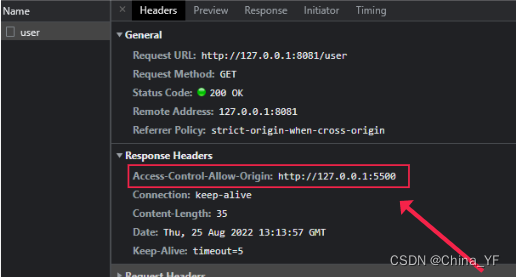 Name
× Headers Preview Response Initiator Timing
user
▼ General
Request URL: http://127.0.0.1:8081/user
Request Method: GET
Status Code: 200 OK
Remote Address: 127.0.0.1:8081
Referrer Policy: strict-origin-when-cross-origin
▼ Response Headers
Access-Control-Allow-Origin: http://127.0.0.1:5500
Connection: keep-alive
Content-Length: 35
Date: Thu, 25 Aug 2022 13:13:57 GMT
Keep-Alive: timeout=5
CSDN @China_YF
▶ Request Headers